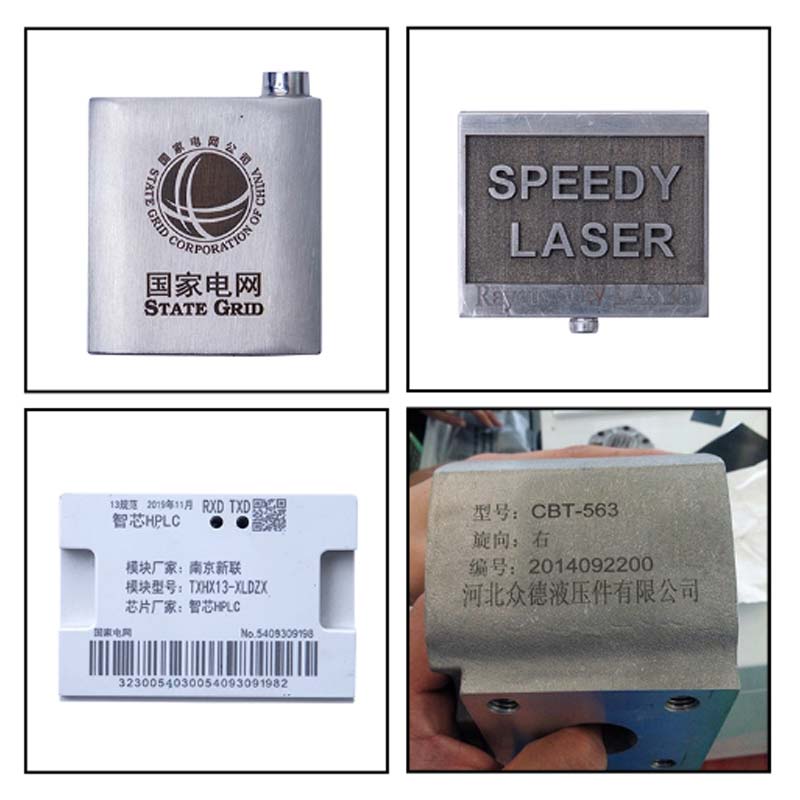 国家电网公司
STATE GRID CORPORATION OF CHINA
国家电网
STATE GRID
SPEEDY
LASER
13规范 2019年11月 RXD TXD
智芯HPLC
模块厂家：南京新联
模块型号：TXHX13-XLDZX
芯片厂家：智芯HPLC
国家电网 No.5409309198
3230054030054093091982
型号：CBT-563
旋向：右
编号：2014092200
河北众德液压件有限公司